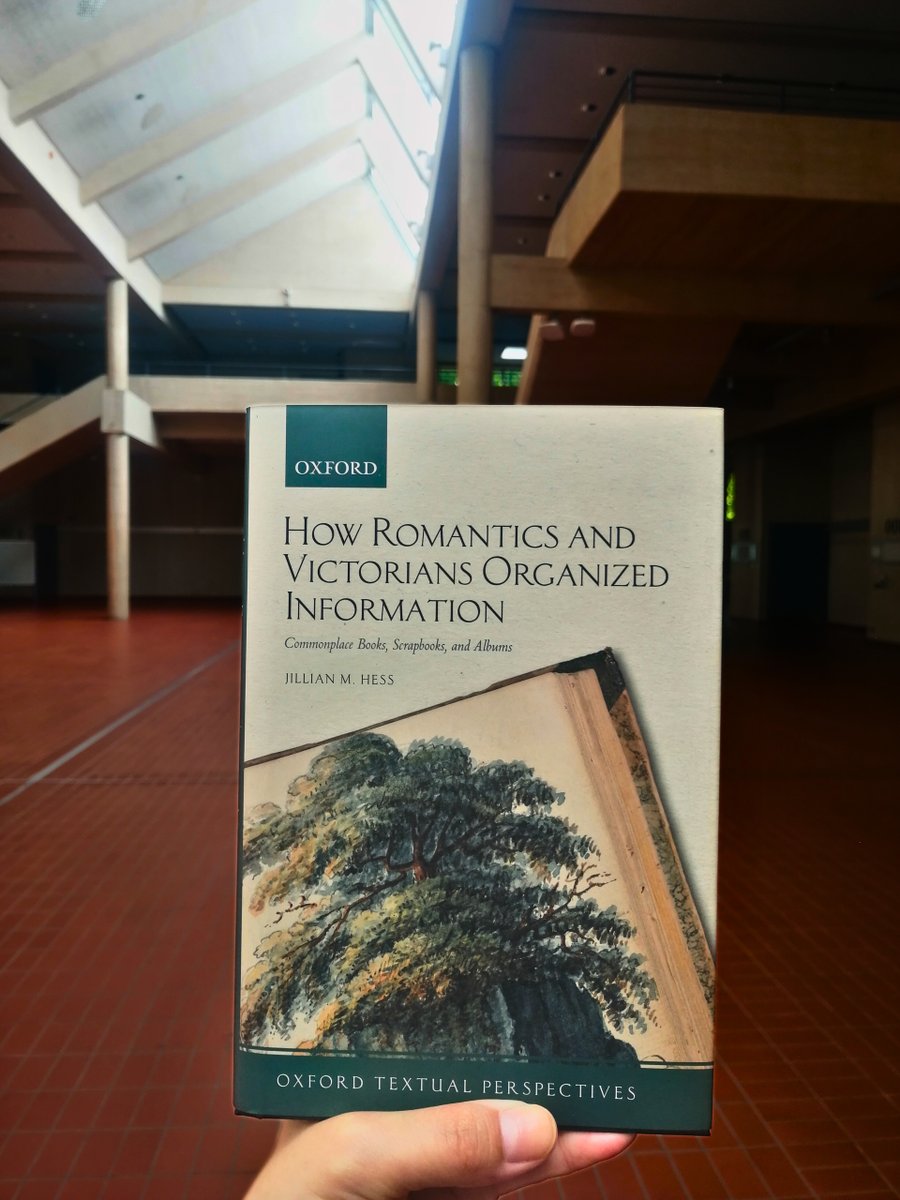 OXFORD
HOW ROMANTICS AND
VICTORIANS ORGANIZED
INFORMATION
Commonplace Books, Scrapbooks, and Albums
JILLIAN M. HESS
OXFORD TEXTUAL PERSPECTIVES